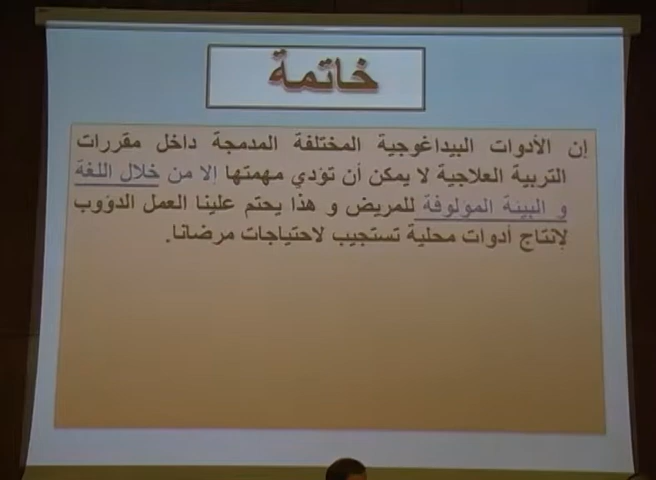 خاتمة
إن الأدوات البيداغوجية المختلفة المدمجة داخل مقررات
التربية العلاجية لا يمكن أن تؤدي مهمتها إلا من خلال اللغة
و البيئة المولوفة للمريض و هذا يحتم علينا العمل الدؤوب
لإنتاج أدوات محلية تستجيب لاحتياجات مرضانا.